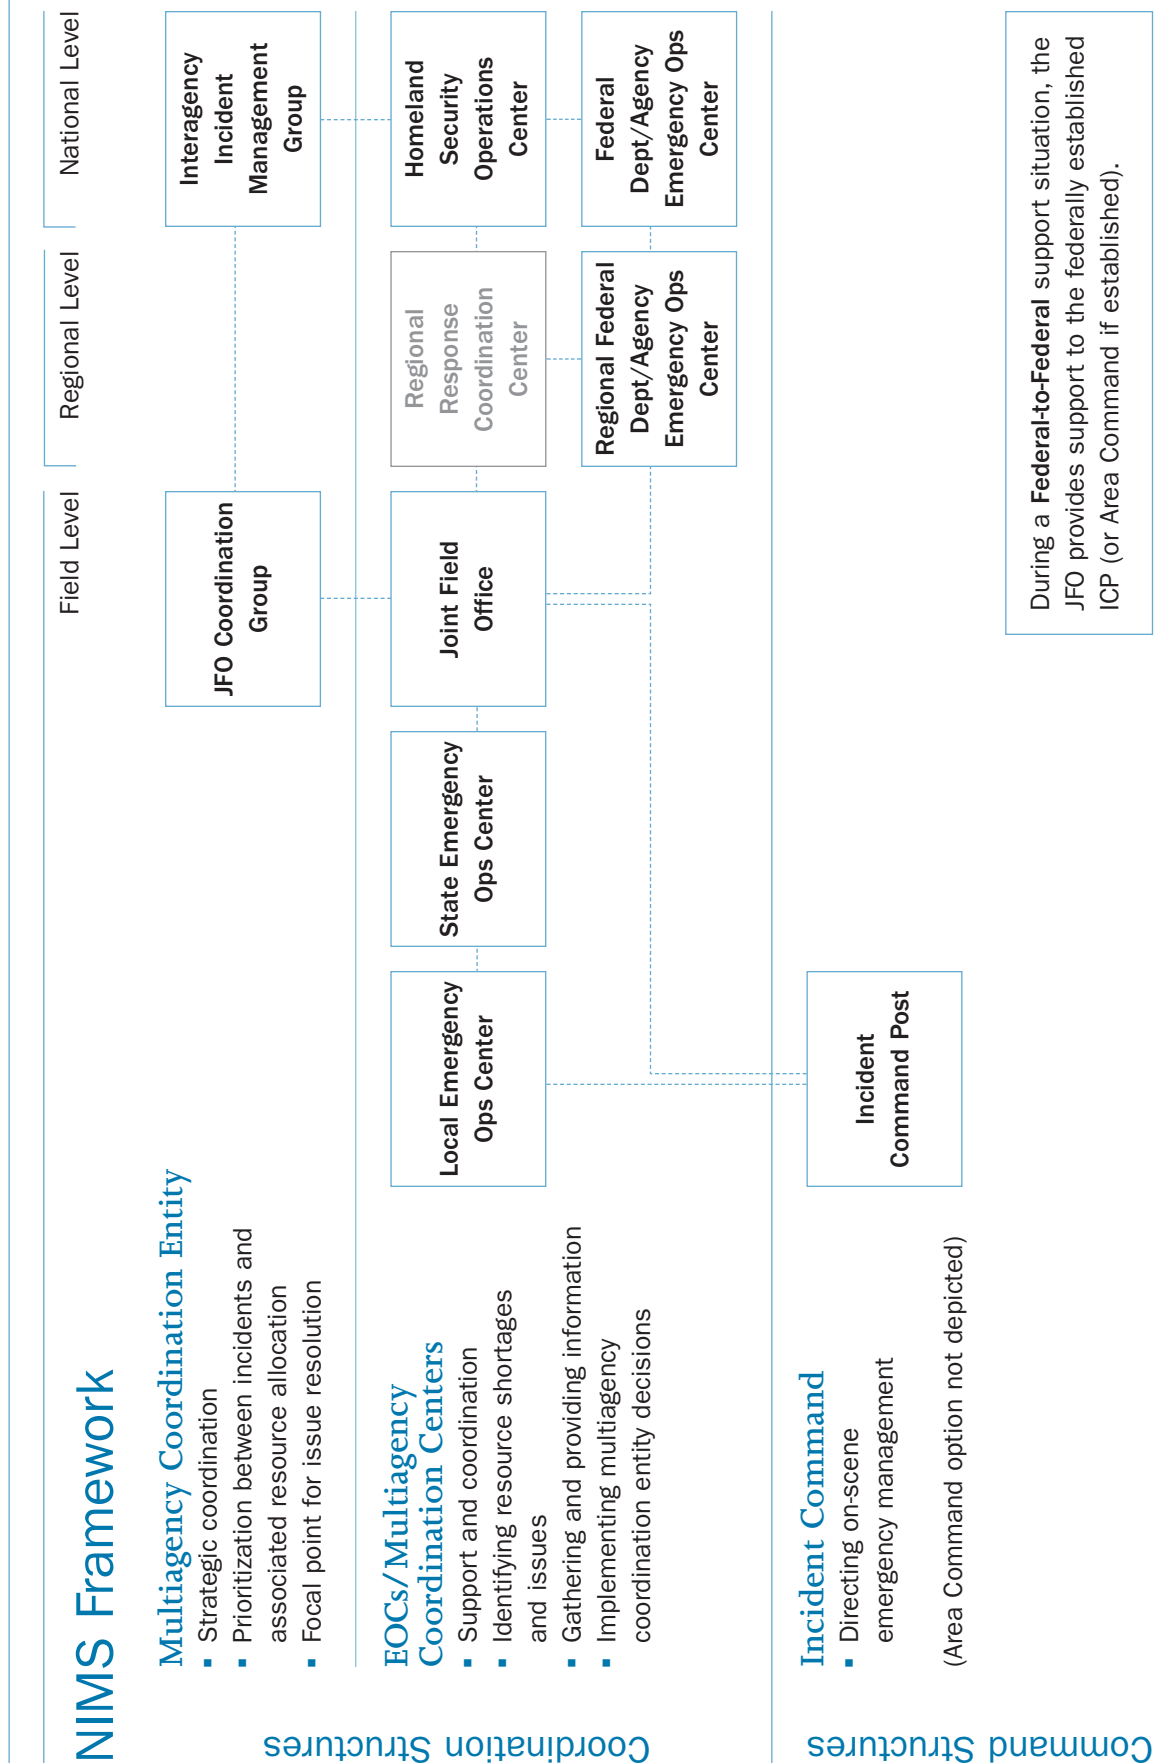 NIMS Framework
Field Level
Regional Level
National Level
Coordination Structures
Multiagency Coordination Entity
▪ Strategic coordination
▪ Prioritization between incidents and
associated resource allocation
▪ Focal point for issue resolution
JFO Coordination
Group
Interagency
Incident
Management
Group
EOCs/Multiagency
Coordination Centers
▪ Support and coordination
▪ Identifying resource shortages
and issues
▪ Gathering and providing information
▪ Implementing multiagency
coordination entity decisions
Local Emergency
Ops Center
State Emergency
Ops Center
Joint Field
Office
Regional
Response
Coordination
Center
Homeland
Security
Operations
Center
Regional Federal
Dept/Agency
Emergency Ops
Center
Federal
Dept/Agency
Emergency Ops
Center
Command Structures
Incident Command
▪ Directing on-scene
emergency management
(Area Command option not depicted)
Incident
Command Post
During a Federal-to-Federal support situation, the
JFO provides support to the federally established
ICP (or Area Command if established).